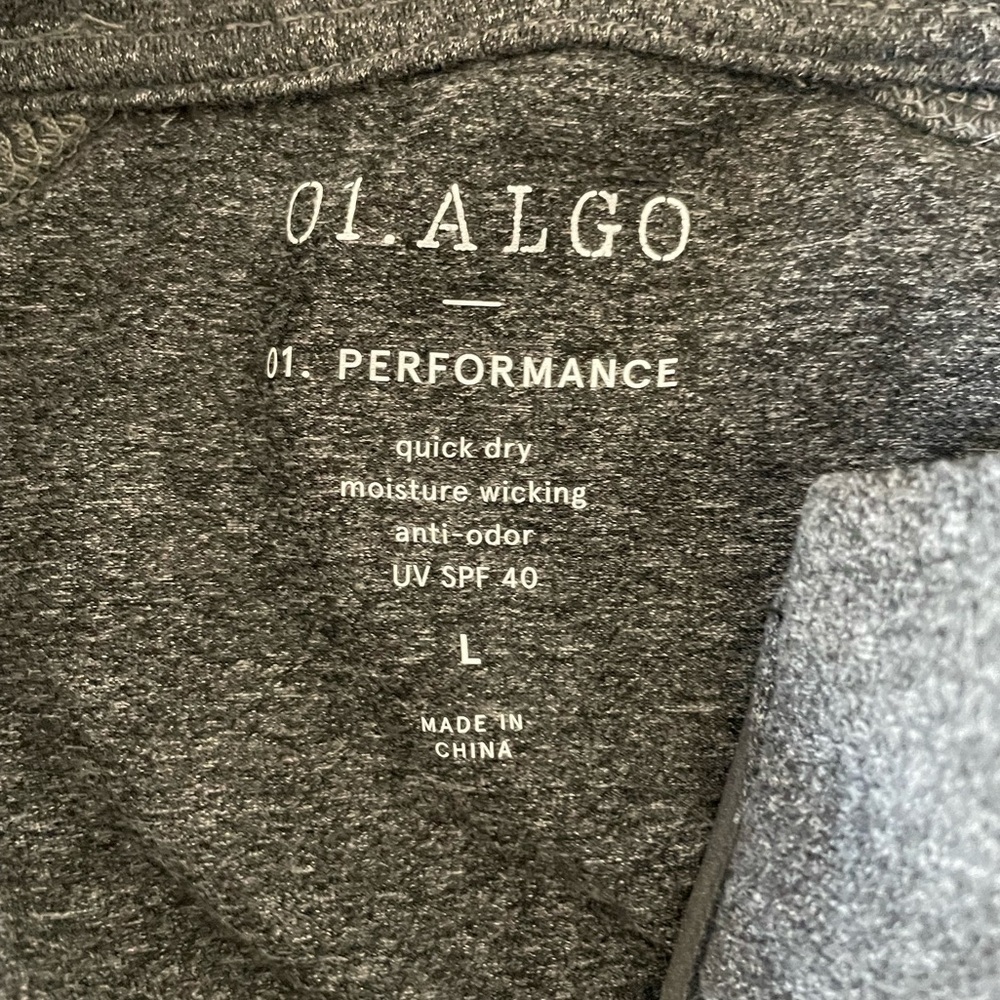 01.ALGO
01. PERFORMANCE
quick dry
moisture wicking
anti-odor
UV SPF 40
L
MADE IN
CHINA